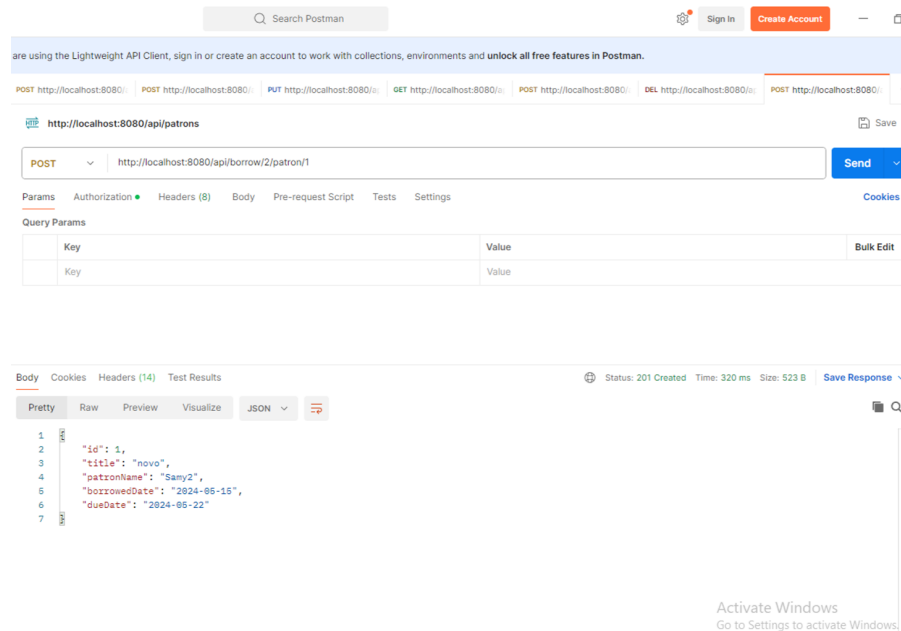 Search Postman
Sign In
Create Account
are using the Lightweight API Client, sign in or create an account to work with collections, environments and unlock all free features in Postman.
POST http://localhost:8080/ POST http://localhost:8080/ PUT http://localhost:8080/a GET http://localhost:8080/a POST http://localhost:8080/ DEL http://localhost:8080/a POST http://localhost:8080/
HTTP http://localhost:8080/api/patrons Save
POST http://localhost:8080/api/borrow/2/patron/1 Send
Params Authorization Headers (8) Body Pre-request Script Tests Settings Cookies
Query Params
Key Value Bulk Edit
Key Value
Body Cookies Headers (14) Test Results Status: 201 Created Time: 320 ms Size: 523 B Save Response
Pretty Raw Preview Visualize JSON
1 {
2 "id": 1,
3 "title": "novo",
4 "patronName": "Samy2",
5 "borrowedDate": "2024-05-15",
6 "dueDate": "2024-05-22"
7 }
Activate Windows
Go to Settings to activate Windows.